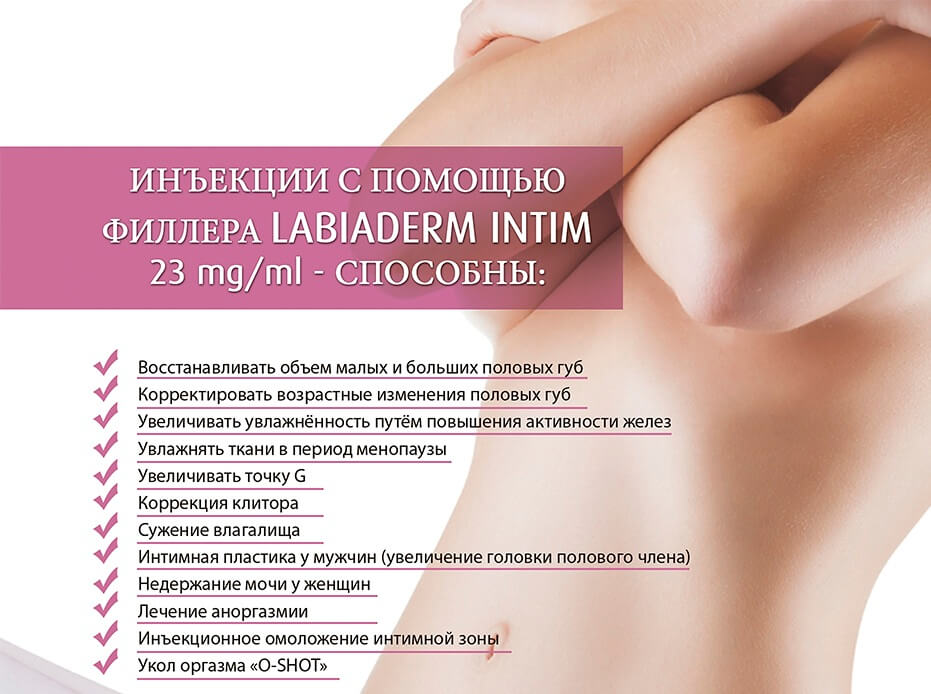 ИНЪЕКЦИИ С ПОМОЩЬЮ
ФИЛЛЕРА LABIADERM INTIM
23 mg/ml - СПОСОБНЫ:
Восстанавливать объем малых и больших половых губ
Корректировать возрастные изменения половых губ
Увеличивать увлажнённость путём повышения активности желез
Увлажнять ткани в период менопаузы
Увеличивать точку G
Коррекция клитора
Сужение влагалища
Интимная пластика у мужчин (увеличение головки полового члена)
Недержание мочи у женщин
Лечение аноргазмии
Инъекционное омоложение интимной зоны
Укол оргазма «O-SHOT»